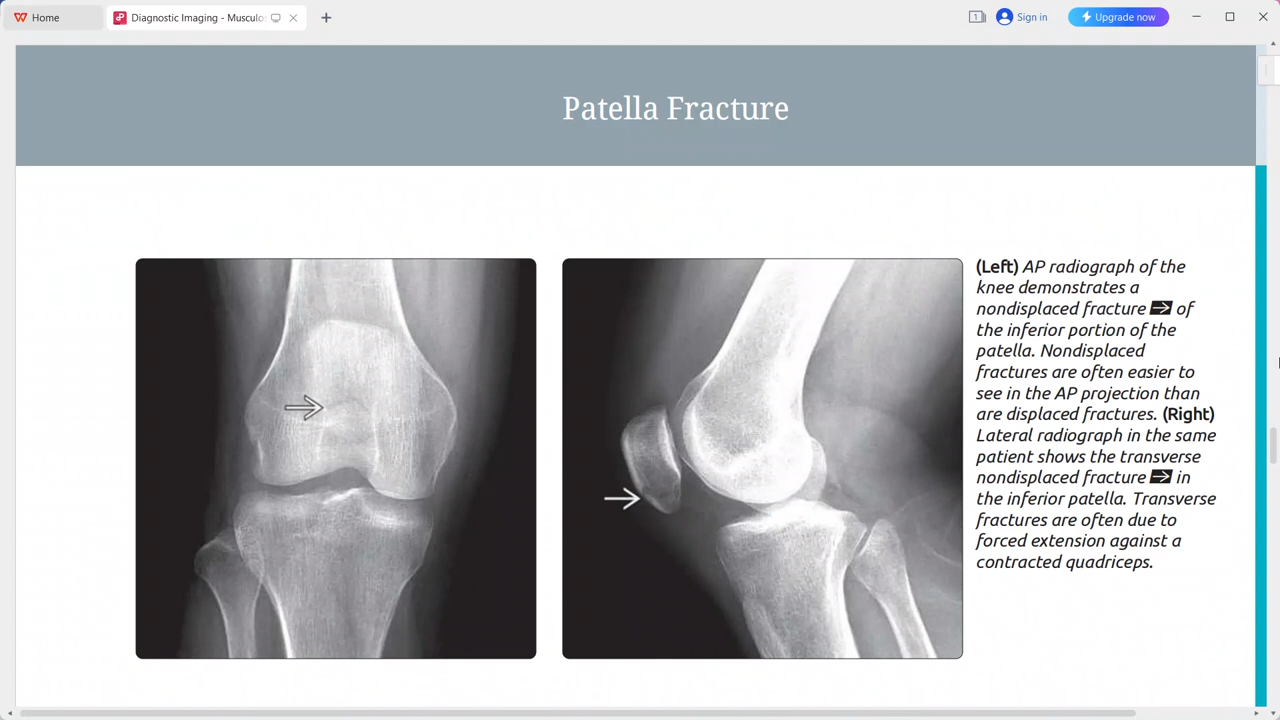 Home
Diagnostic Imaging - Musculos
1
Sign in
Upgrade now
Patella Fracture
(Left) AP radiograph of the
knee demonstrates a
nondisplaced fracture ➡ of
the inferior portion of the
patella. Nondisplaced
fractures are often easier to
see in the AP projection than
are displaced fractures. (Right)
Lateral radiograph in the same
patient shows the transverse
nondisplaced fracture ➡ in
the inferior patella. Transverse
fractures are often due to
forced extension against a
contracted quadriceps.